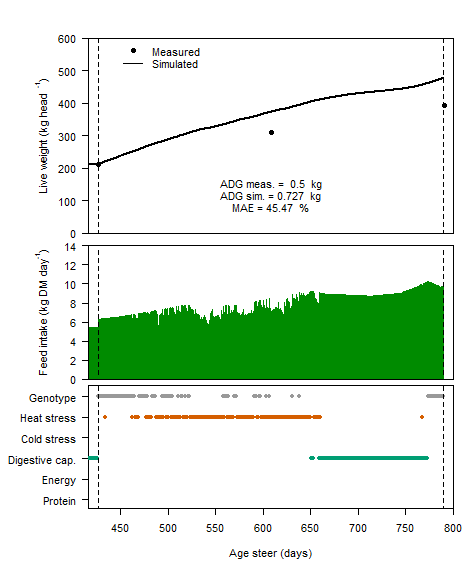 600
500
400
300
200
100
0
Live weight (kg head ⁻¹)
Measured
Simulated
ADG meas. = 0.5 kg
ADG sim. = 0.727 kg
MAE = 45.47 %
14
12
10
8
6
4
2
0
Feed intake (kg DM day⁻¹)
Genotype
Heat stress
Cold stress
Digestive cap.
Energy
Protein
450 500 550 600 650 700 750 800
Age steer (days)